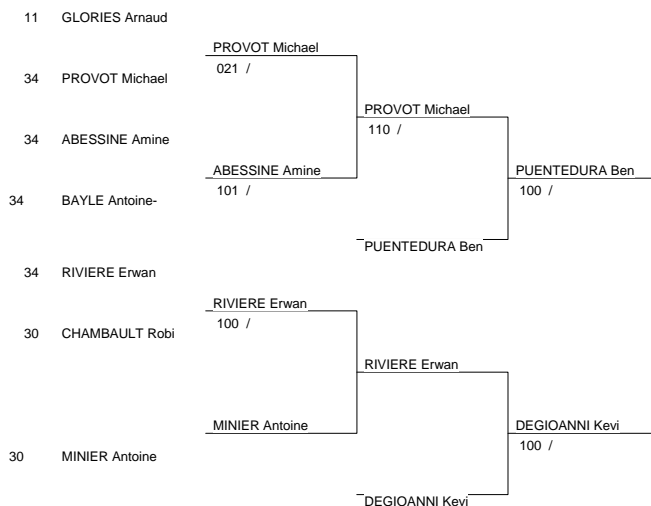 11 GLORIES Arnaud
PROVOT Michael
021 /
34 PROVOT Michael
PROVOT Michael
110 /
34 ABESSINE Amine
ABESSINE Amine
101 /
PUENTEDURA Ben
100 /
34 BAYLE Antoine-
PUENTEDURA Ben
34 RIVIERE Erwan
RIVIERE Erwan
100 /
30 CHAMBAULT Robi
RIVIERE Erwan
MINIER Antoine
DEGIOANNI Kevi
100 /
30 MINIER Antoine
DEGIOANNI Kevi